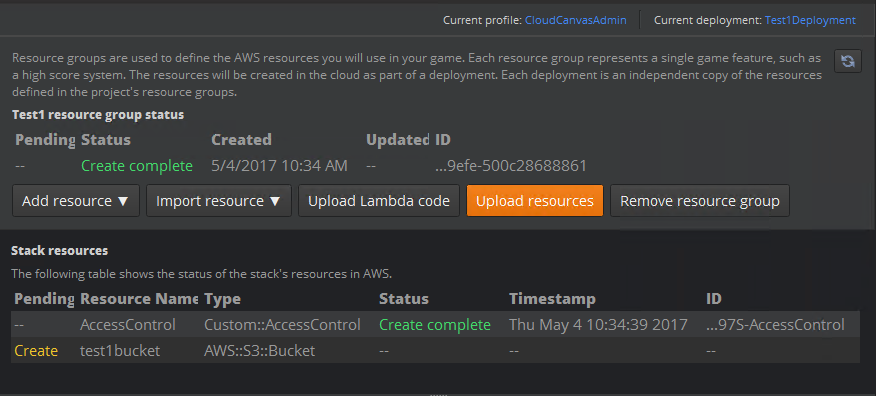 Current profile: CloudCanvasAdmin Current deployment: Test1Deployment
Resource groups are used to define the AWS resources you will use in your game. Each resource group represents a single game feature, such as
a high score system. The resources will be created in the cloud as part of a deployment. Each deployment is an independent copy of the resources
defined in the project's resource groups.
Test1 resource group status
Pending Status Created Updated ID
-- Create complete 5/4/2017 10:34 AM -- ...9efe-500c28688861
Add resource ▼ Import resource ▼ Upload Lambda code Upload resources Remove resource group
Stack resources
The following table shows the status of the stack's resources in AWS.
Pending Resource Name Type Status Timestamp ID
-- AccessControl Custom::AccessControl Create complete Thu May 4 10:34:39 2017 ...97S-AccessControl
Create test1bucket AWS::S3::Bucket -- -- --